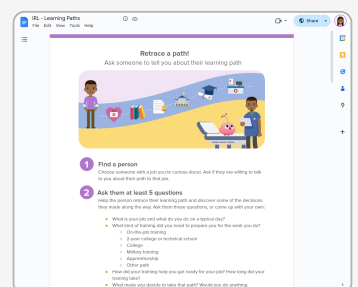 IRL - Learning Paths
File Edit View Tools Help
Share
Retrace a path!
Ask someone to tell you about their learning path
1 Find a person
Choose someone with a job you're curious about. Ask if they are willing to talk
to you about their path to that job.
2 Ask them at least 5 questions
Help the person retrace their learning path and discover some of the decisions
they made along the way. Ask them these questions, or come up with your own:
What is your job and what do you do on a typical day?
What kind of training did you need to prepare you for the work you do?
On-the-job training
2-year college or technical school
College
Military training
Apprenticeship
Other path
How did your training help you get ready for your job? How long did your
training take?
What made you decide to take that path? Would you do anything